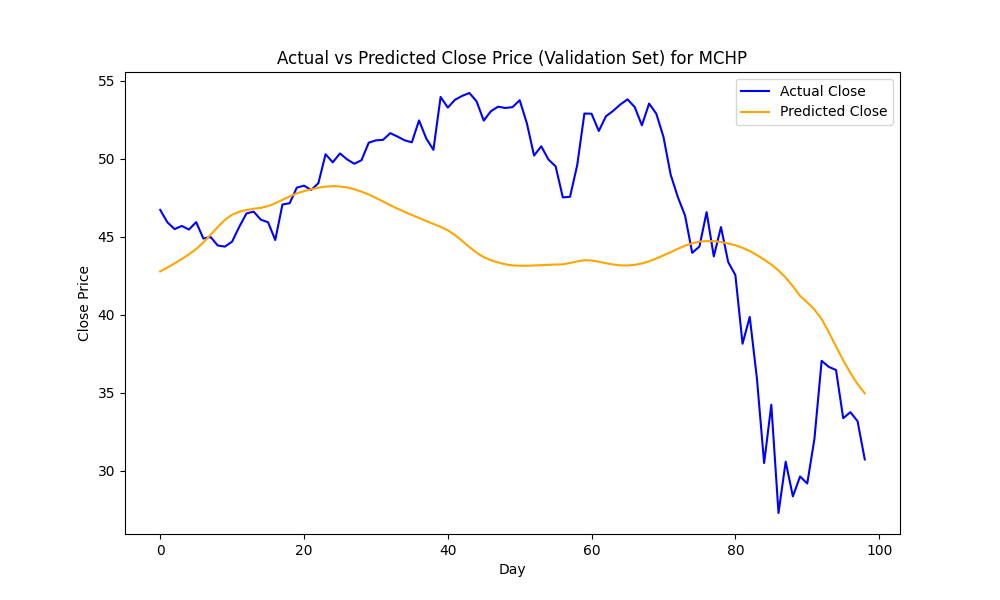 Actual vs Predicted Close Price (Validation Set) for MCHP
Actual Close
Predicted Close
Close Price
55
50
45
40
35
30
0 20 40 60 80 100
Day